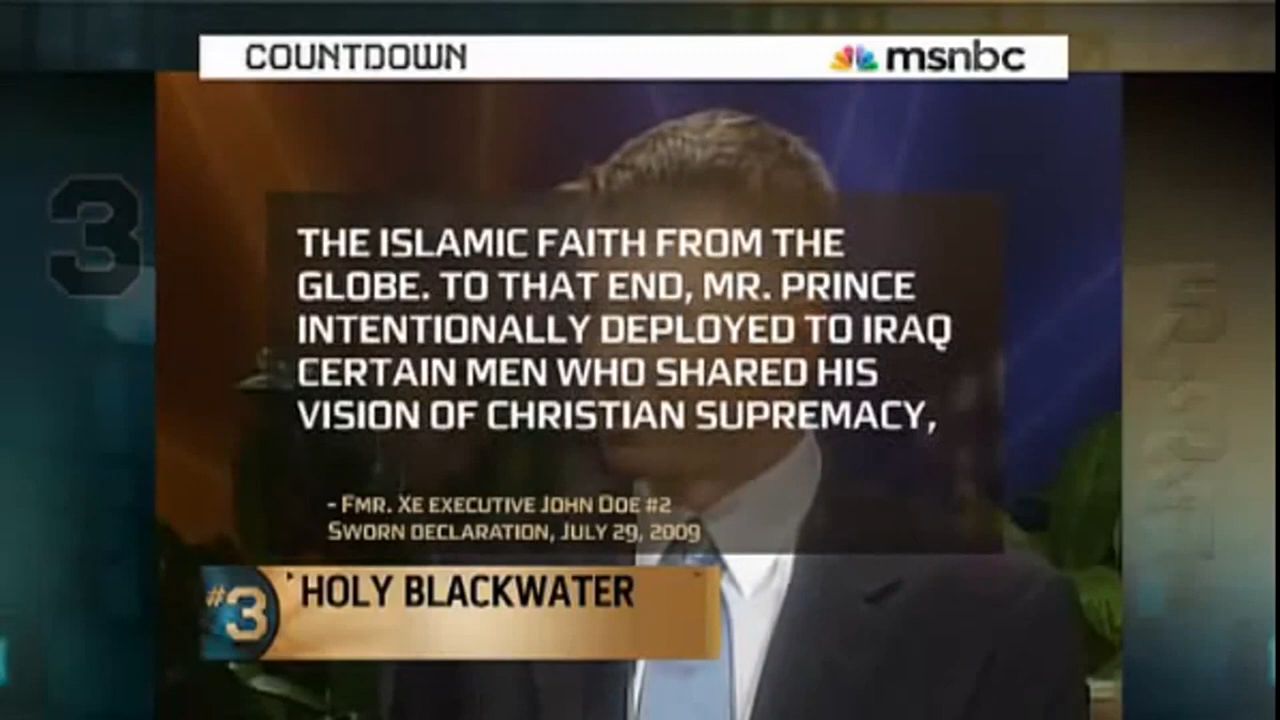 COUNTDOWN
msnbc
3
THE ISLAMIC FAITH FROM THE
GLOBE. TO THAT END, MR. PRINCE
INTENTIONALLY DEPLOYED TO IRAQ
CERTAIN MEN WHO SHARED HIS
VISION OF CHRISTIAN SUPREMACY,
- FMR. XE EXECUTIVE JOHN DOE #2
SWORN DECLARATION, JULY 29, 2009
#3 HOLY BLACKWATER